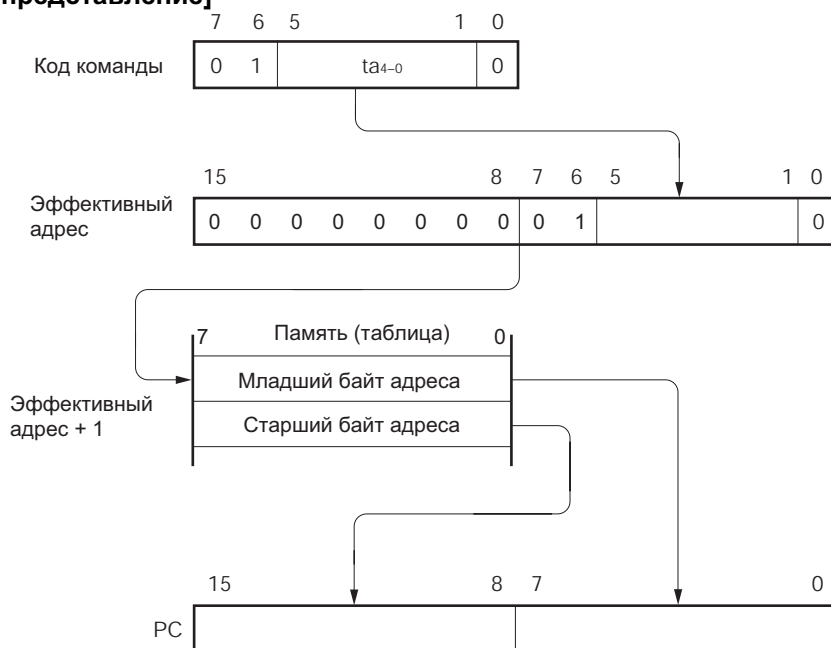 представление]
7 6 5 1 0
Код команды 0 1 ta4–0 0
15 8 7 6 5 1 0
Эффективный
адрес
0 0 0 0 0 0 0 0 0 1 0
7 Память (таблица) 0
Младший байт адреса
Эффективный
адрес + 1
Старший байт адреса
15 8 7 0
PC